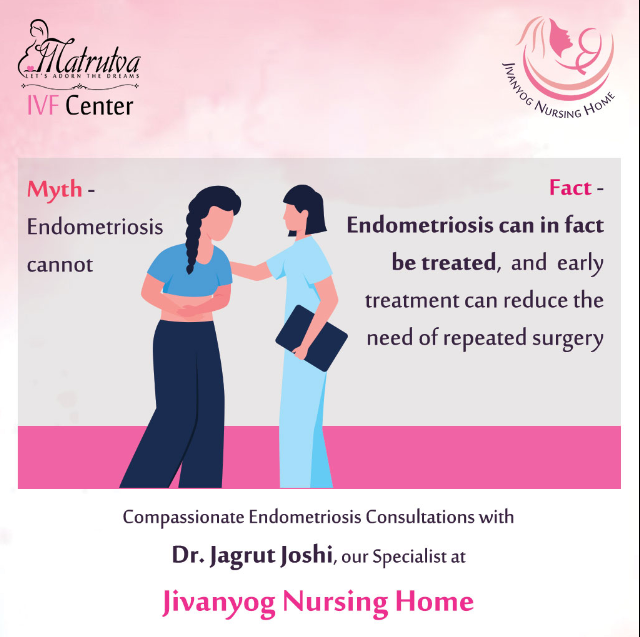 Matrutva
LET'S ADORN THE DREAMS
IVF Center
Jivanyog Nursing Home
Myth -
Endometriosis
cannot
Fact -
Endometriosis can in fact
be treated, and early
treatment can reduce the
need of repeated surgery
Compassionate Endometriosis Consultations with
Dr. Jagrut Joshi, our Specialist at
Jivanyog Nursing Home